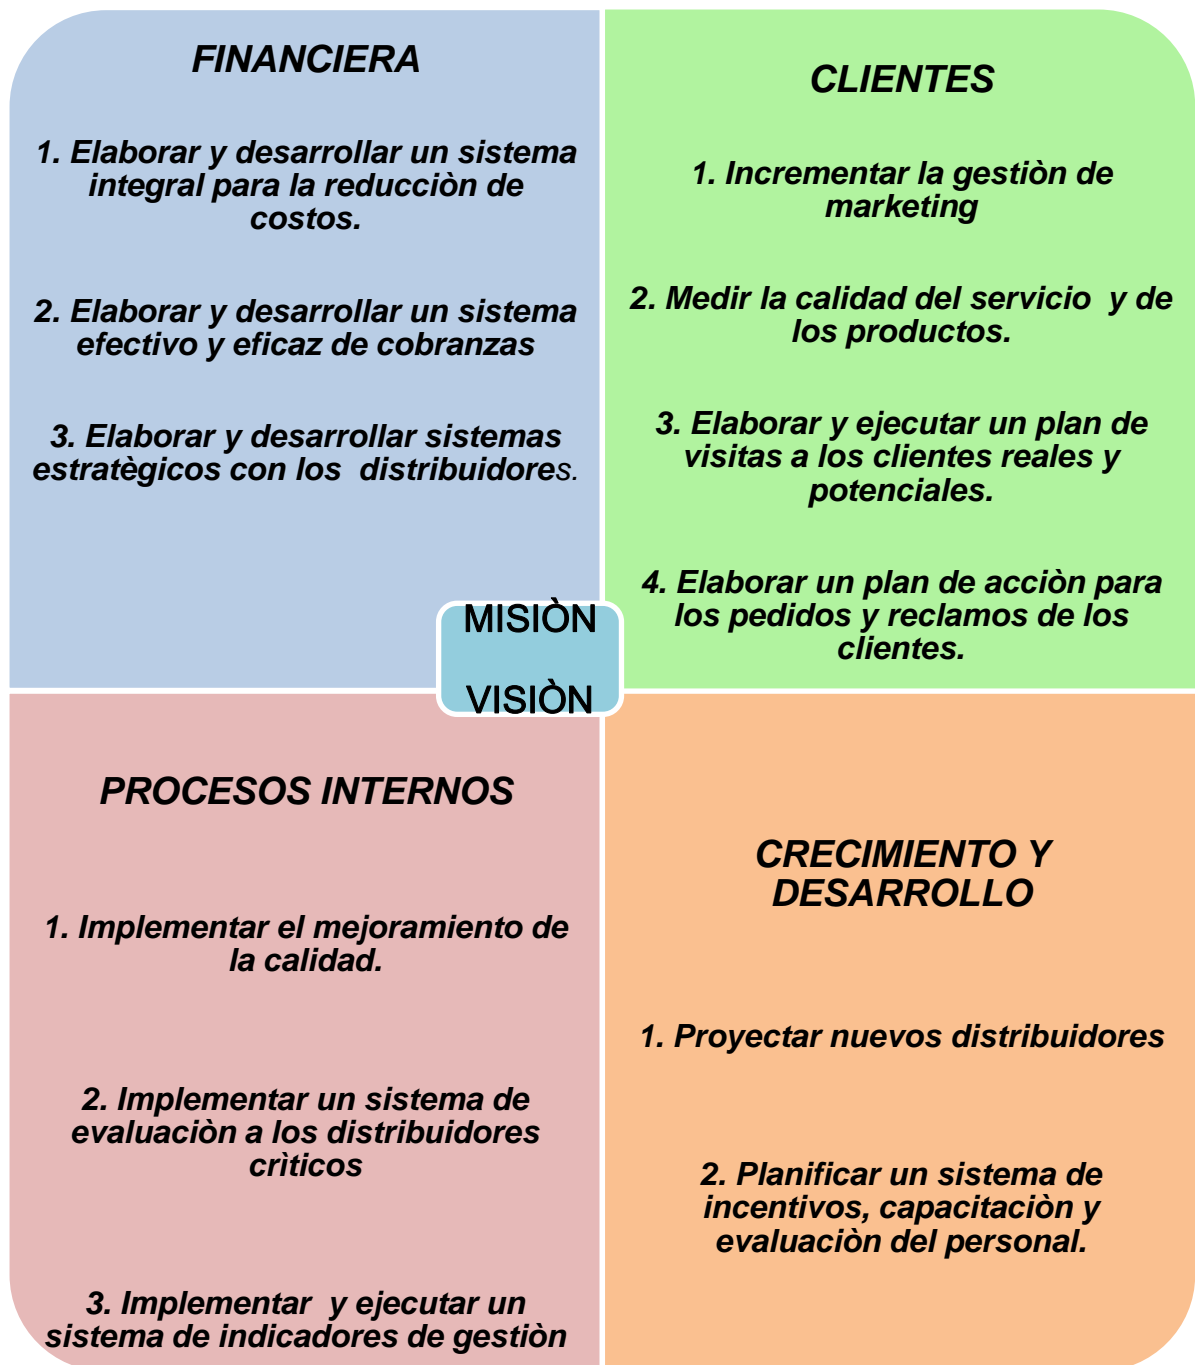 FINANCIERA
1. Elaborar y desarrollar un sistema
integral para la reducciòn de
costos.
2. Elaborar y desarrollar un sistema
efectivo y eficaz de cobranzas
3. Elaborar y desarrollar sistemas
estratègicos con los  distribuidores.
CLIENTES
1. Incrementar la gestiòn de
marketing
2. Medir la calidad del servicio  y de
los productos.
3. Elaborar y ejecutar un plan de
visitas a los clientes reales y
potenciales.
4. Elaborar un plan de acciòn para
los pedidos y reclamos de los
clientes.
MISIÒN
VISIÒN
PROCESOS INTERNOS
1. Implementar el mejoramiento de
la calidad.
2. Implementar un sistema de
evaluaciòn a los distribuidores
crìticos
3. Implementar  y ejecutar un
sistema de indicadores de gestiòn
CRECIMIENTO Y
DESARROLLO
1. Proyectar nuevos distribuidores
2. Planificar un sistema de
incentivos, capacitaciòn y
evaluaciòn del personal.